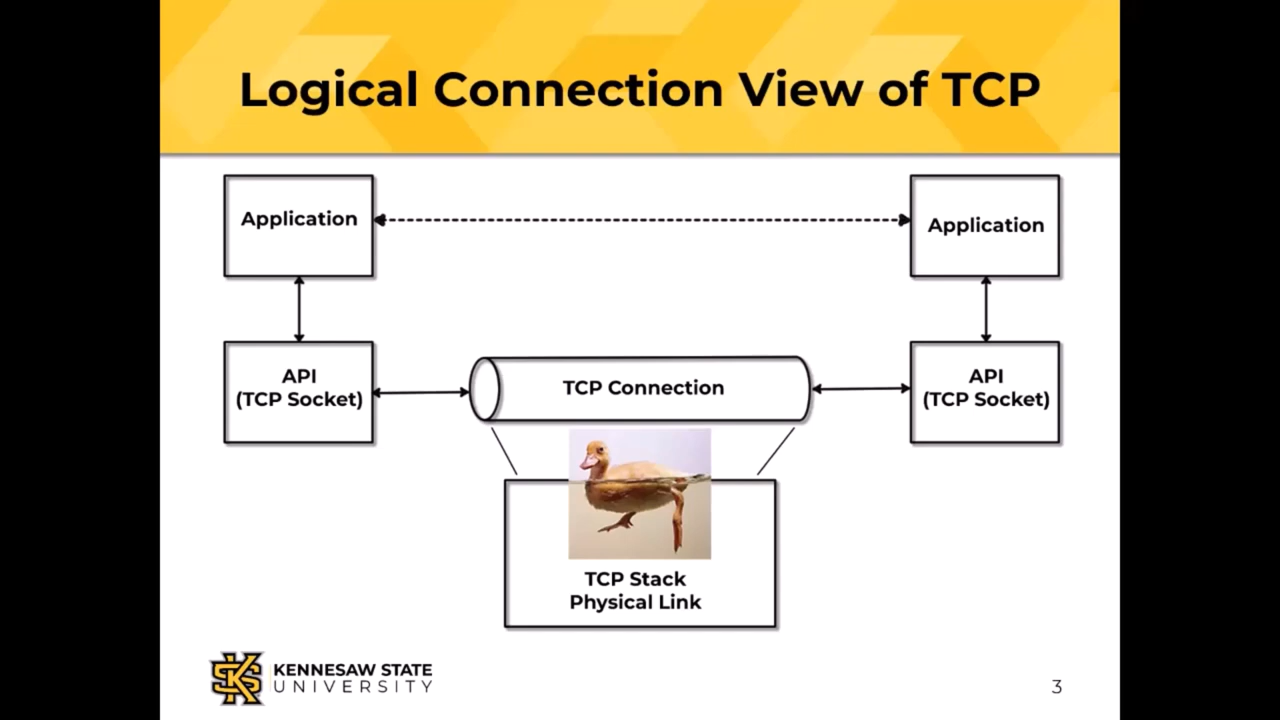 Logical Connection View of TCP
Application
Application
API
(TCP Socket)
TCP Connection
API
(TCP Socket)
TCP Stack
Physical Link
KENNESAW STATE
UNIVERSITY
3